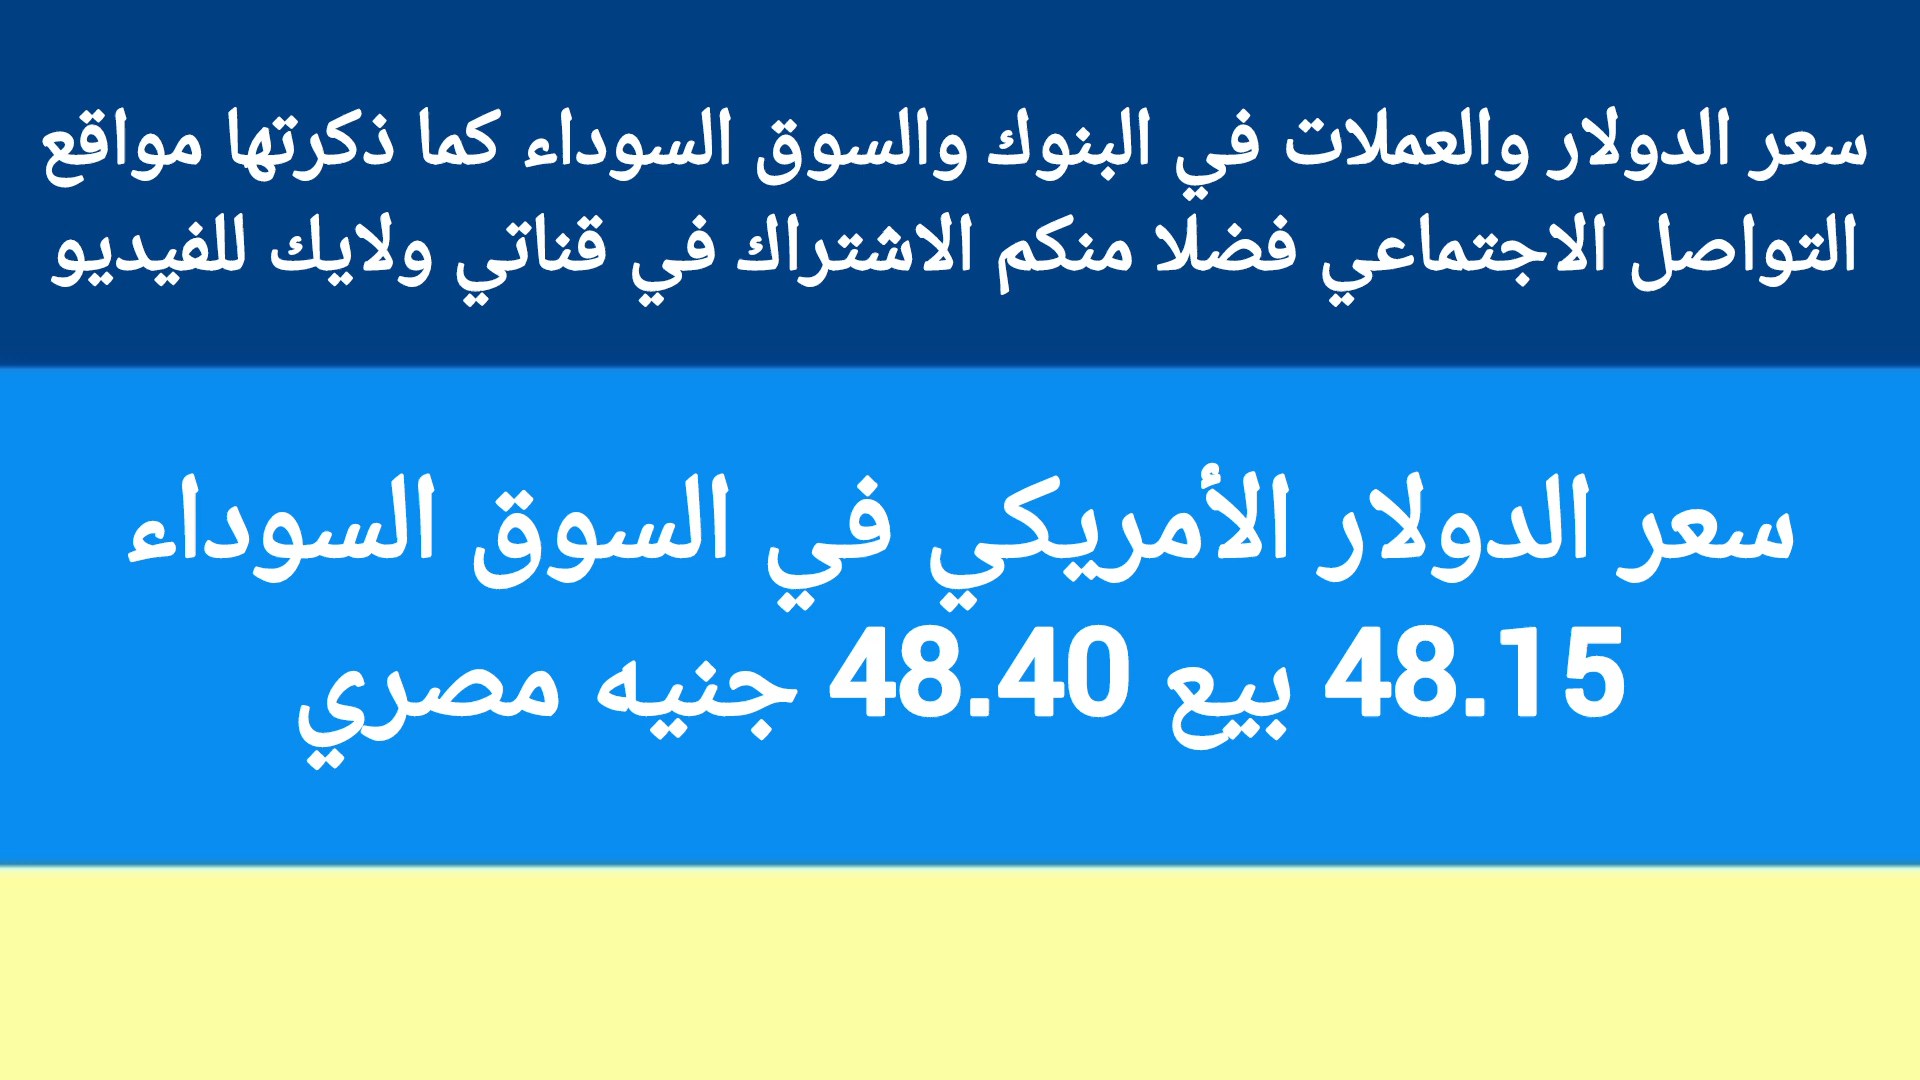 سعر الدولار والعملات في البنوك والسوق السوداء كما ذكرتها مواقع
التواصل الاجتماعي فضلا منكم الاشتراك في قناتي ولايك للفيديو
سعر الدولار الأمريكي في السوق السوداء
48.15 بيع 48.40 جنيه مصري